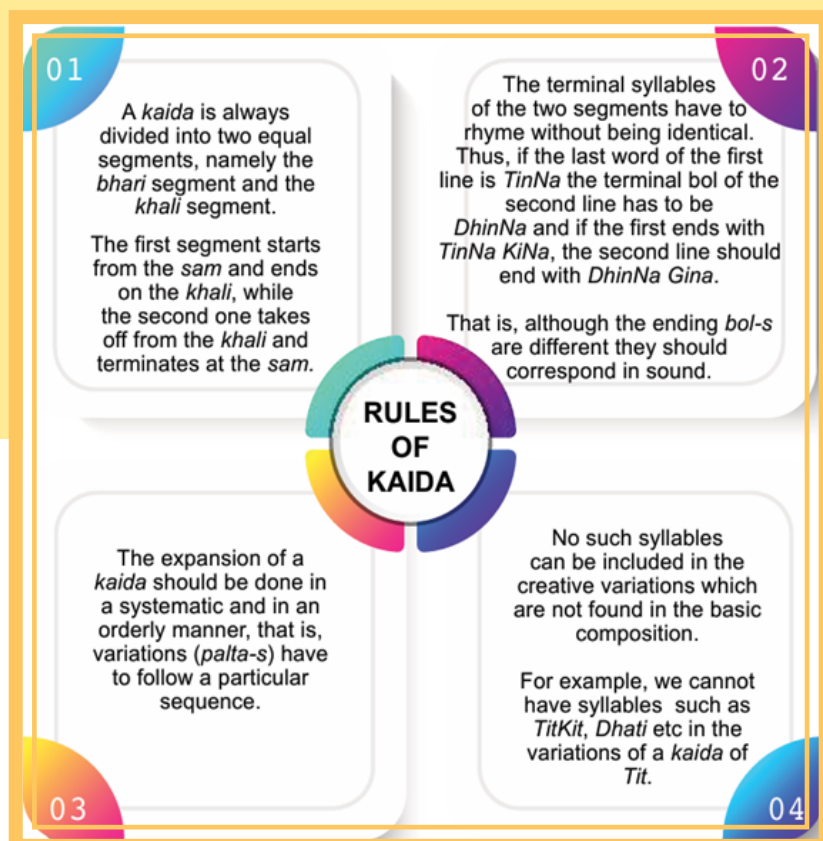 01
A kaida is always
divided into two equal
segments, namely the
bhari segment and the
khali segment.
The first segment starts
from the sam and ends
on the khali, while
the second one takes
off from the khali and
terminates at the sam.
02
The terminal syllables
of the two segments have to
rhyme without being identical.
Thus, if the last word of the first
line is TinNa the terminal bol of the
second line has to be
DhinNa and if the first ends with
TinNa KiNa, the second line should
end with DhinNa Gina.
That is, although the ending bol-s
are different they should
correspond in sound.
RULES
OF
KAIDA
The expansion of a
kaida should be done in
a systematic and in an
orderly manner, that is,
variations (palta-s) have
to follow a particular
sequence.
03
No such syllables
can be included in the
creative variations which
are not found in the basic
composition.
For example, we cannot
have syllables such as
TitKit, Dhati etc in the
variations of a kaida of
Tit.
04